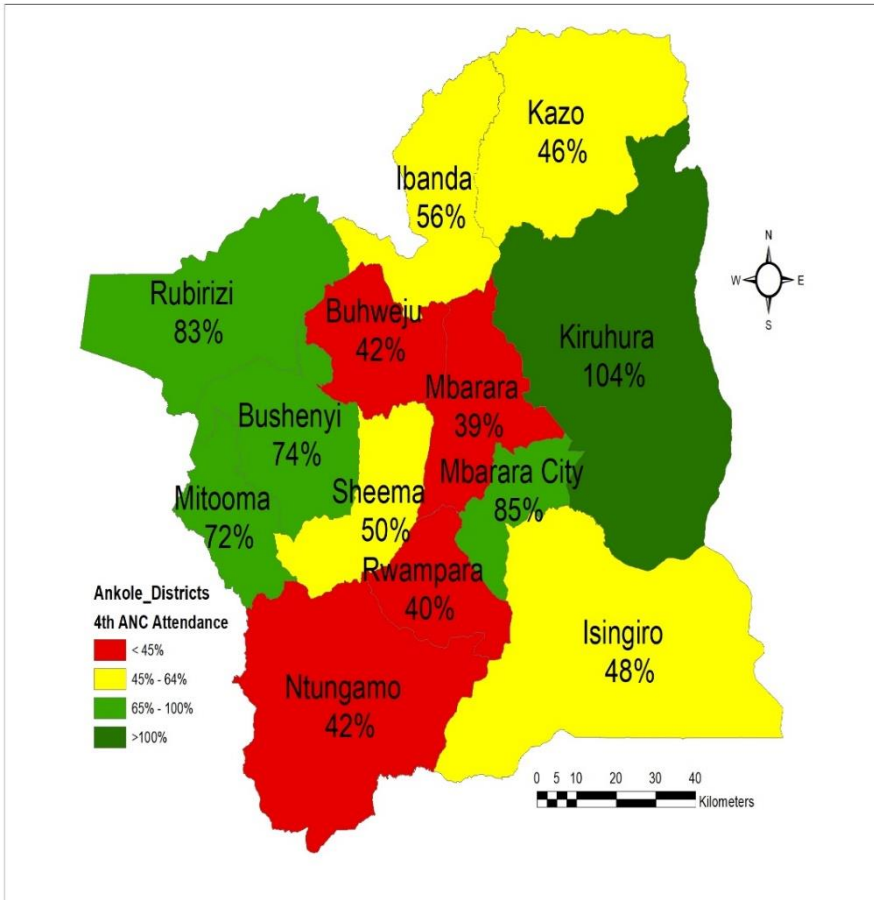 Kazo
46%
Ibanda
56%
N
W E
S
Rubirizi
83%
Buhweju
42%
Kiruhura
104%
Mbarara
39%
Bushenyi
74%
Mbarara City
85%
Sheema
50%
Mitooma
72%
Rwampara
40%
Isingiro
48%
Ntungamo
42%
Ankole_Districts
4th ANC Attendance
< 45%
45% - 64%
65% - 100%
>100%
0 5 10 20 30 40
Kilometers